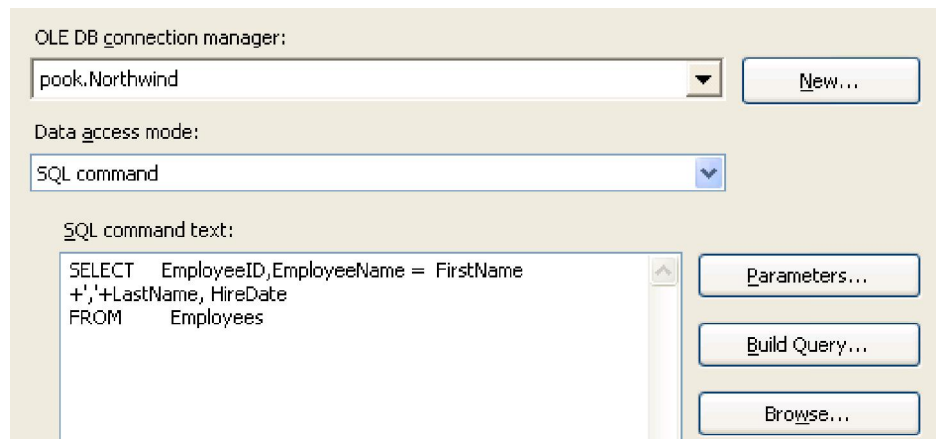 OLE DB connection manager:
pook.Northwind
New...
Data access mode:
SQL command
SQL command text:
SELECT EmployeeID,EmployeeName = FirstName
+','+LastName, HireDate
FROM Employees
Parameters...
Build Query...
Browse...